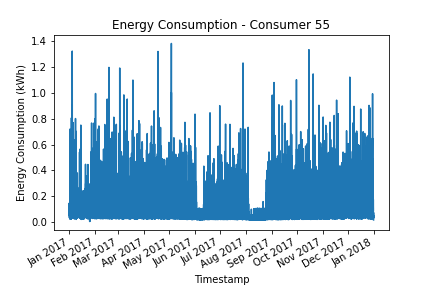 Energy Consumption - Consumer 55
Energy Consumption (kWh)
1.4
1.2
1.0
0.8
0.6
0.4
0.2
0.0
Jan 2017
Feb 2017
Mar 2017
Apr 2017
May 2017
Jun 2017
Jul 2017
Aug 2017
Sep 2017
Oct 2017
Nov 2017
Dec 2017
Jan 2018
Timestamp